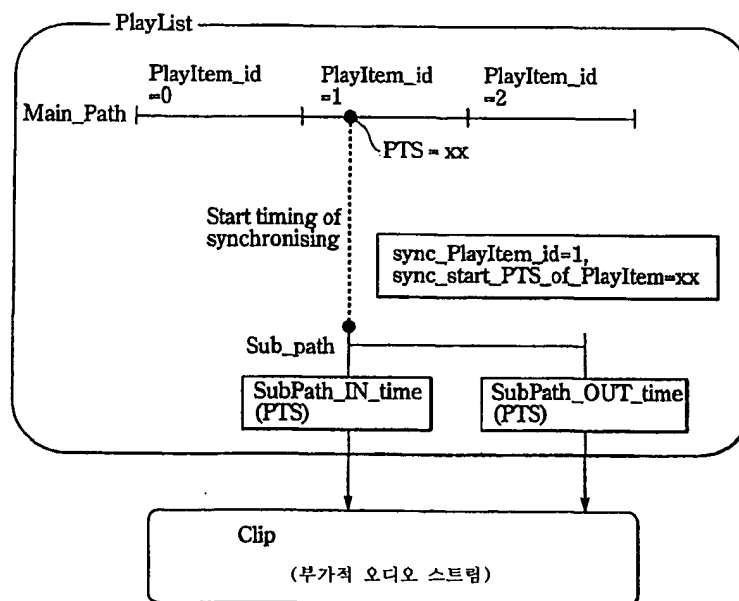 PlayList
PlayItem_id
=0
PlayItem_id
=1
PlayItem_id
=2
Main_Path
PTS = xx
Start timing of
synchronising
sync_PlayItem_id=1,
sync_start_PTS_of_PlayItem=xx
Sub_path
SubPath_IN_time
(PTS)
SubPath_OUT_time
(PTS)
Clip
(부가적 오디오 스트림)